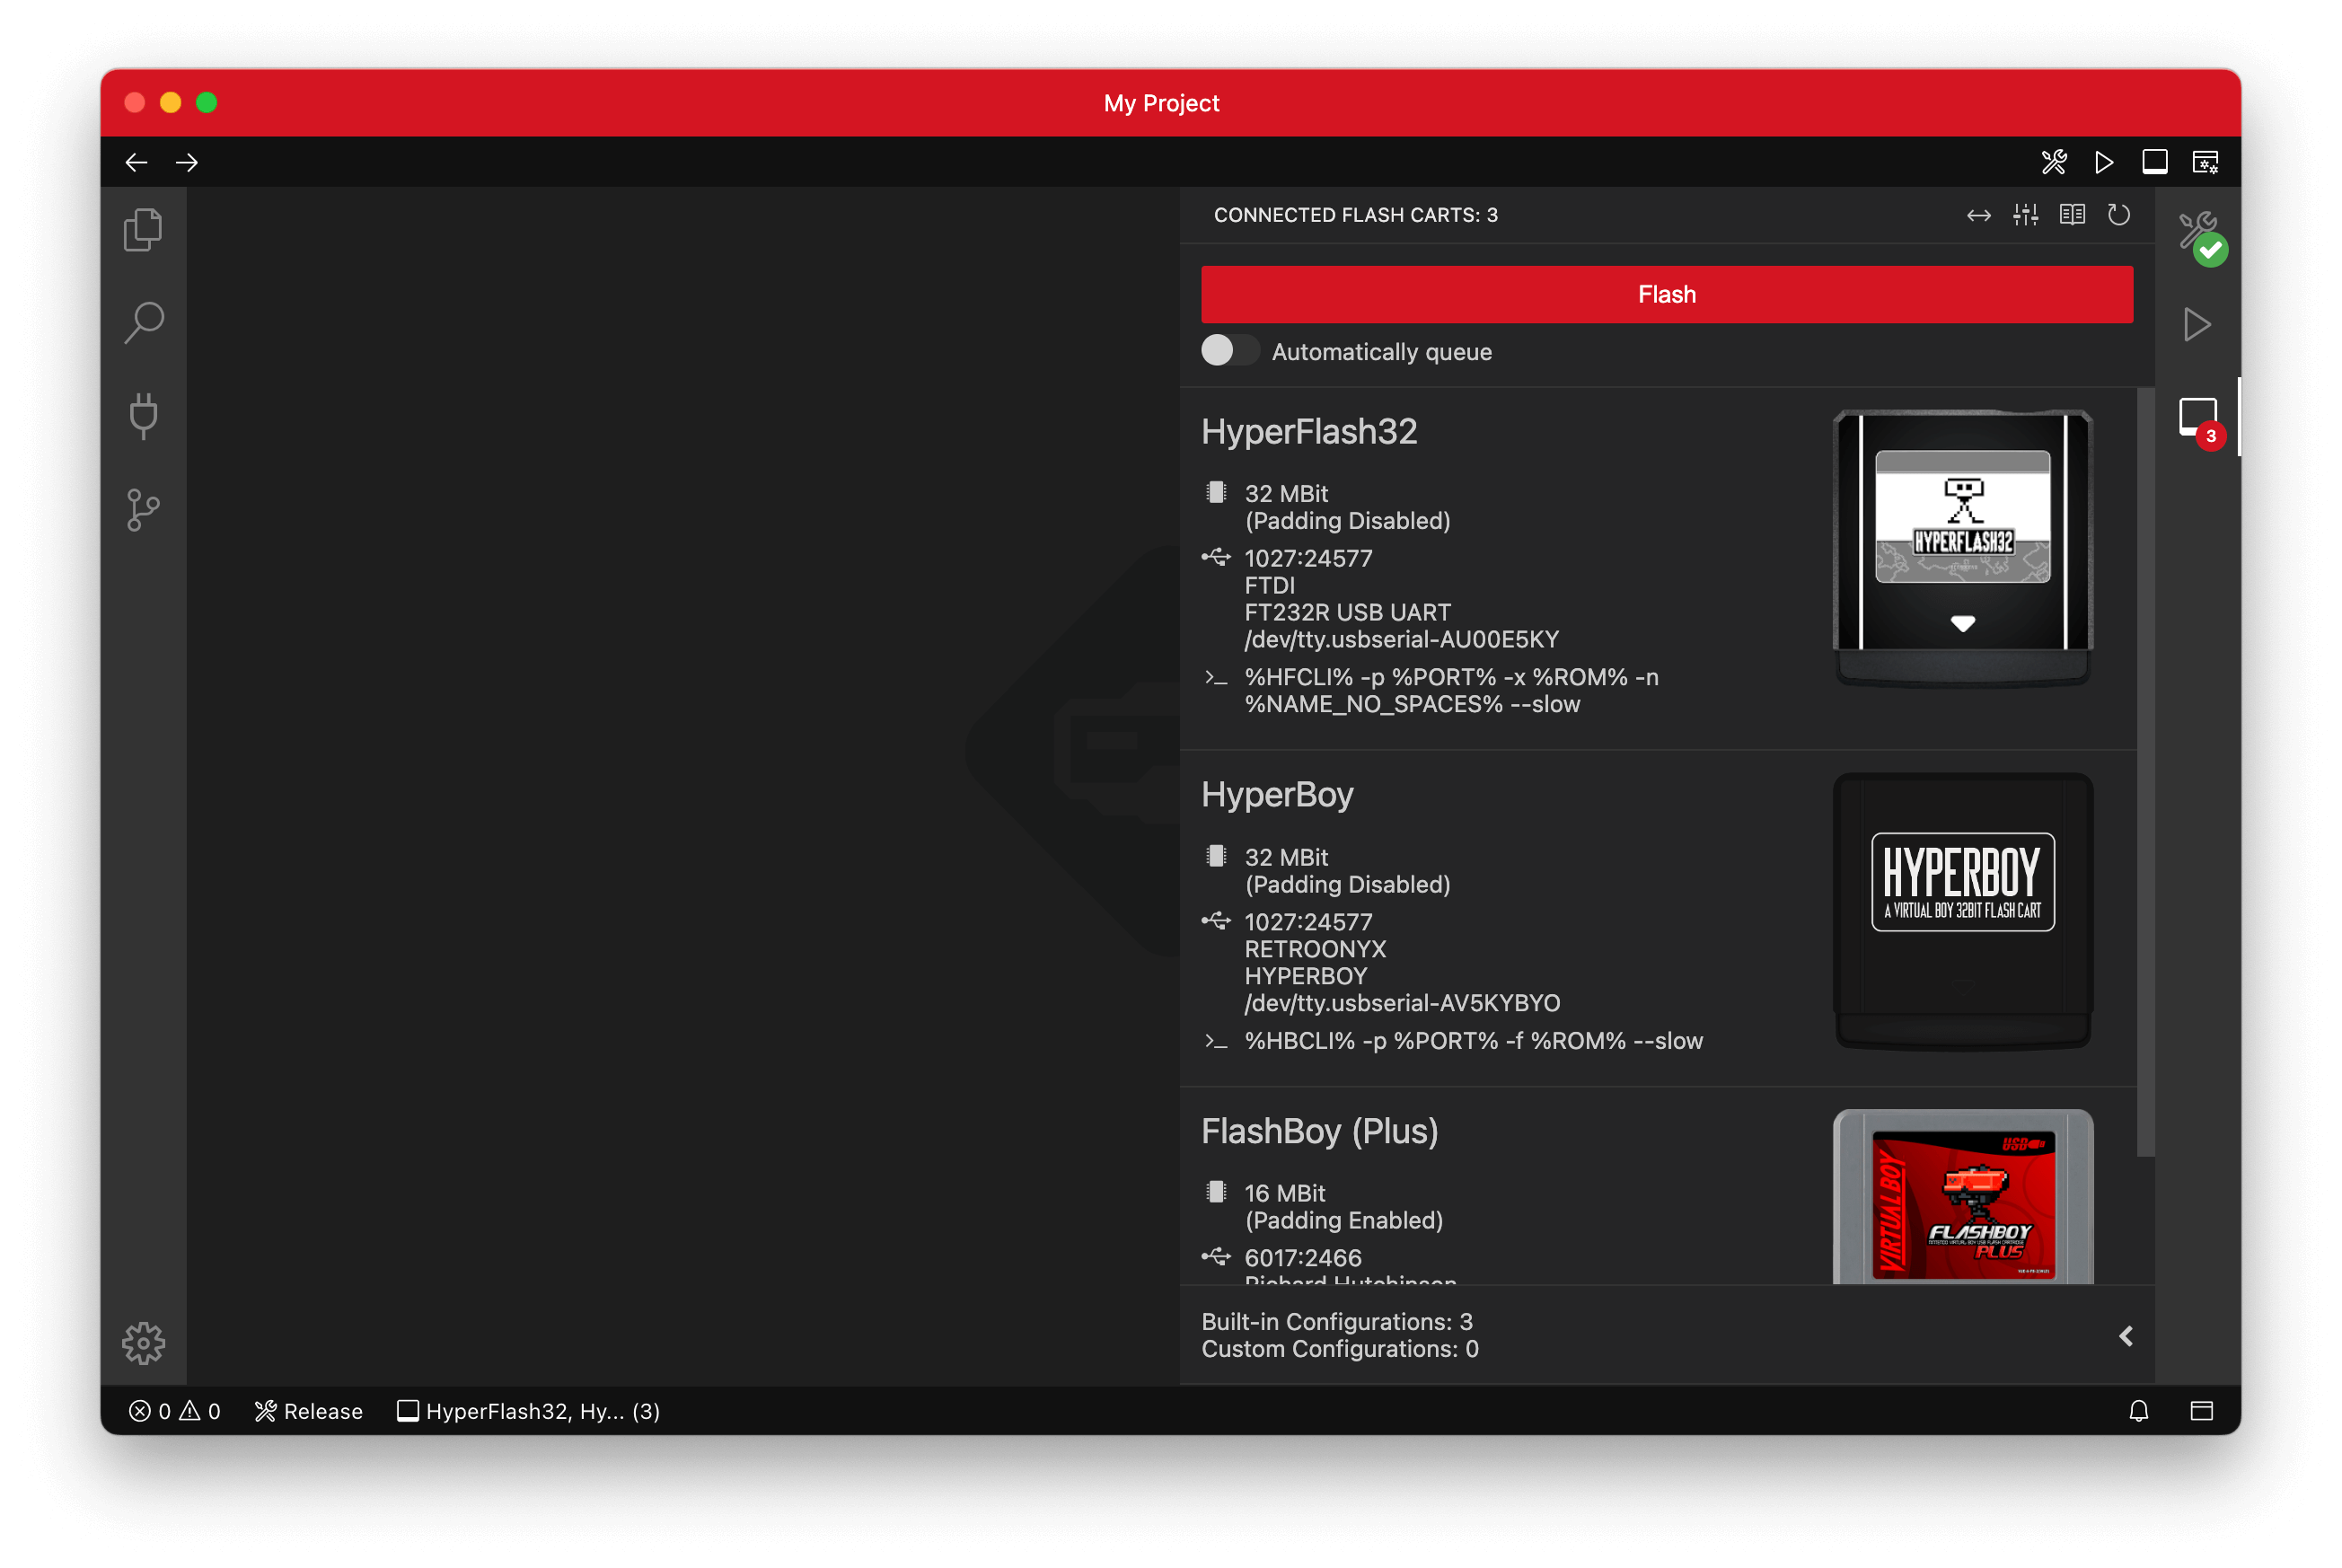 My Project
CONNECTED FLASH CARTS: 3
Flash
Automatically queue
HyperFlash32
32 MBit
(Padding Disabled)
1027:24577
FTDI
FT232R USB UART
/dev/tty.usbserial-AU00E5KY
%HFCLI% -p %PORT% -x %ROM% -n
%NAME_NO_SPACES% --slow
HYPERFLASH32
3
HyperBoy
32 MBit
(Padding Disabled)
1027:24577
RETROONYX
HYPERBOY
/dev/tty.usbserial-AV5KYBYO
%HBCLI% -p %PORT% -f %ROM% --slow
HYPERBOY
A VIRTUAL BOY 32BIT FLASH CART
FlashBoy (Plus)
16 MBit
(Padding Enabled)
6017:2466
Richard Hutchinson
USB
VIRTUAL BOY
FLASHBOY
PLUS
Built-in Configurations: 3
Custom Configurations: 0
0 0 Release HyperFlash32, Hy... (3)